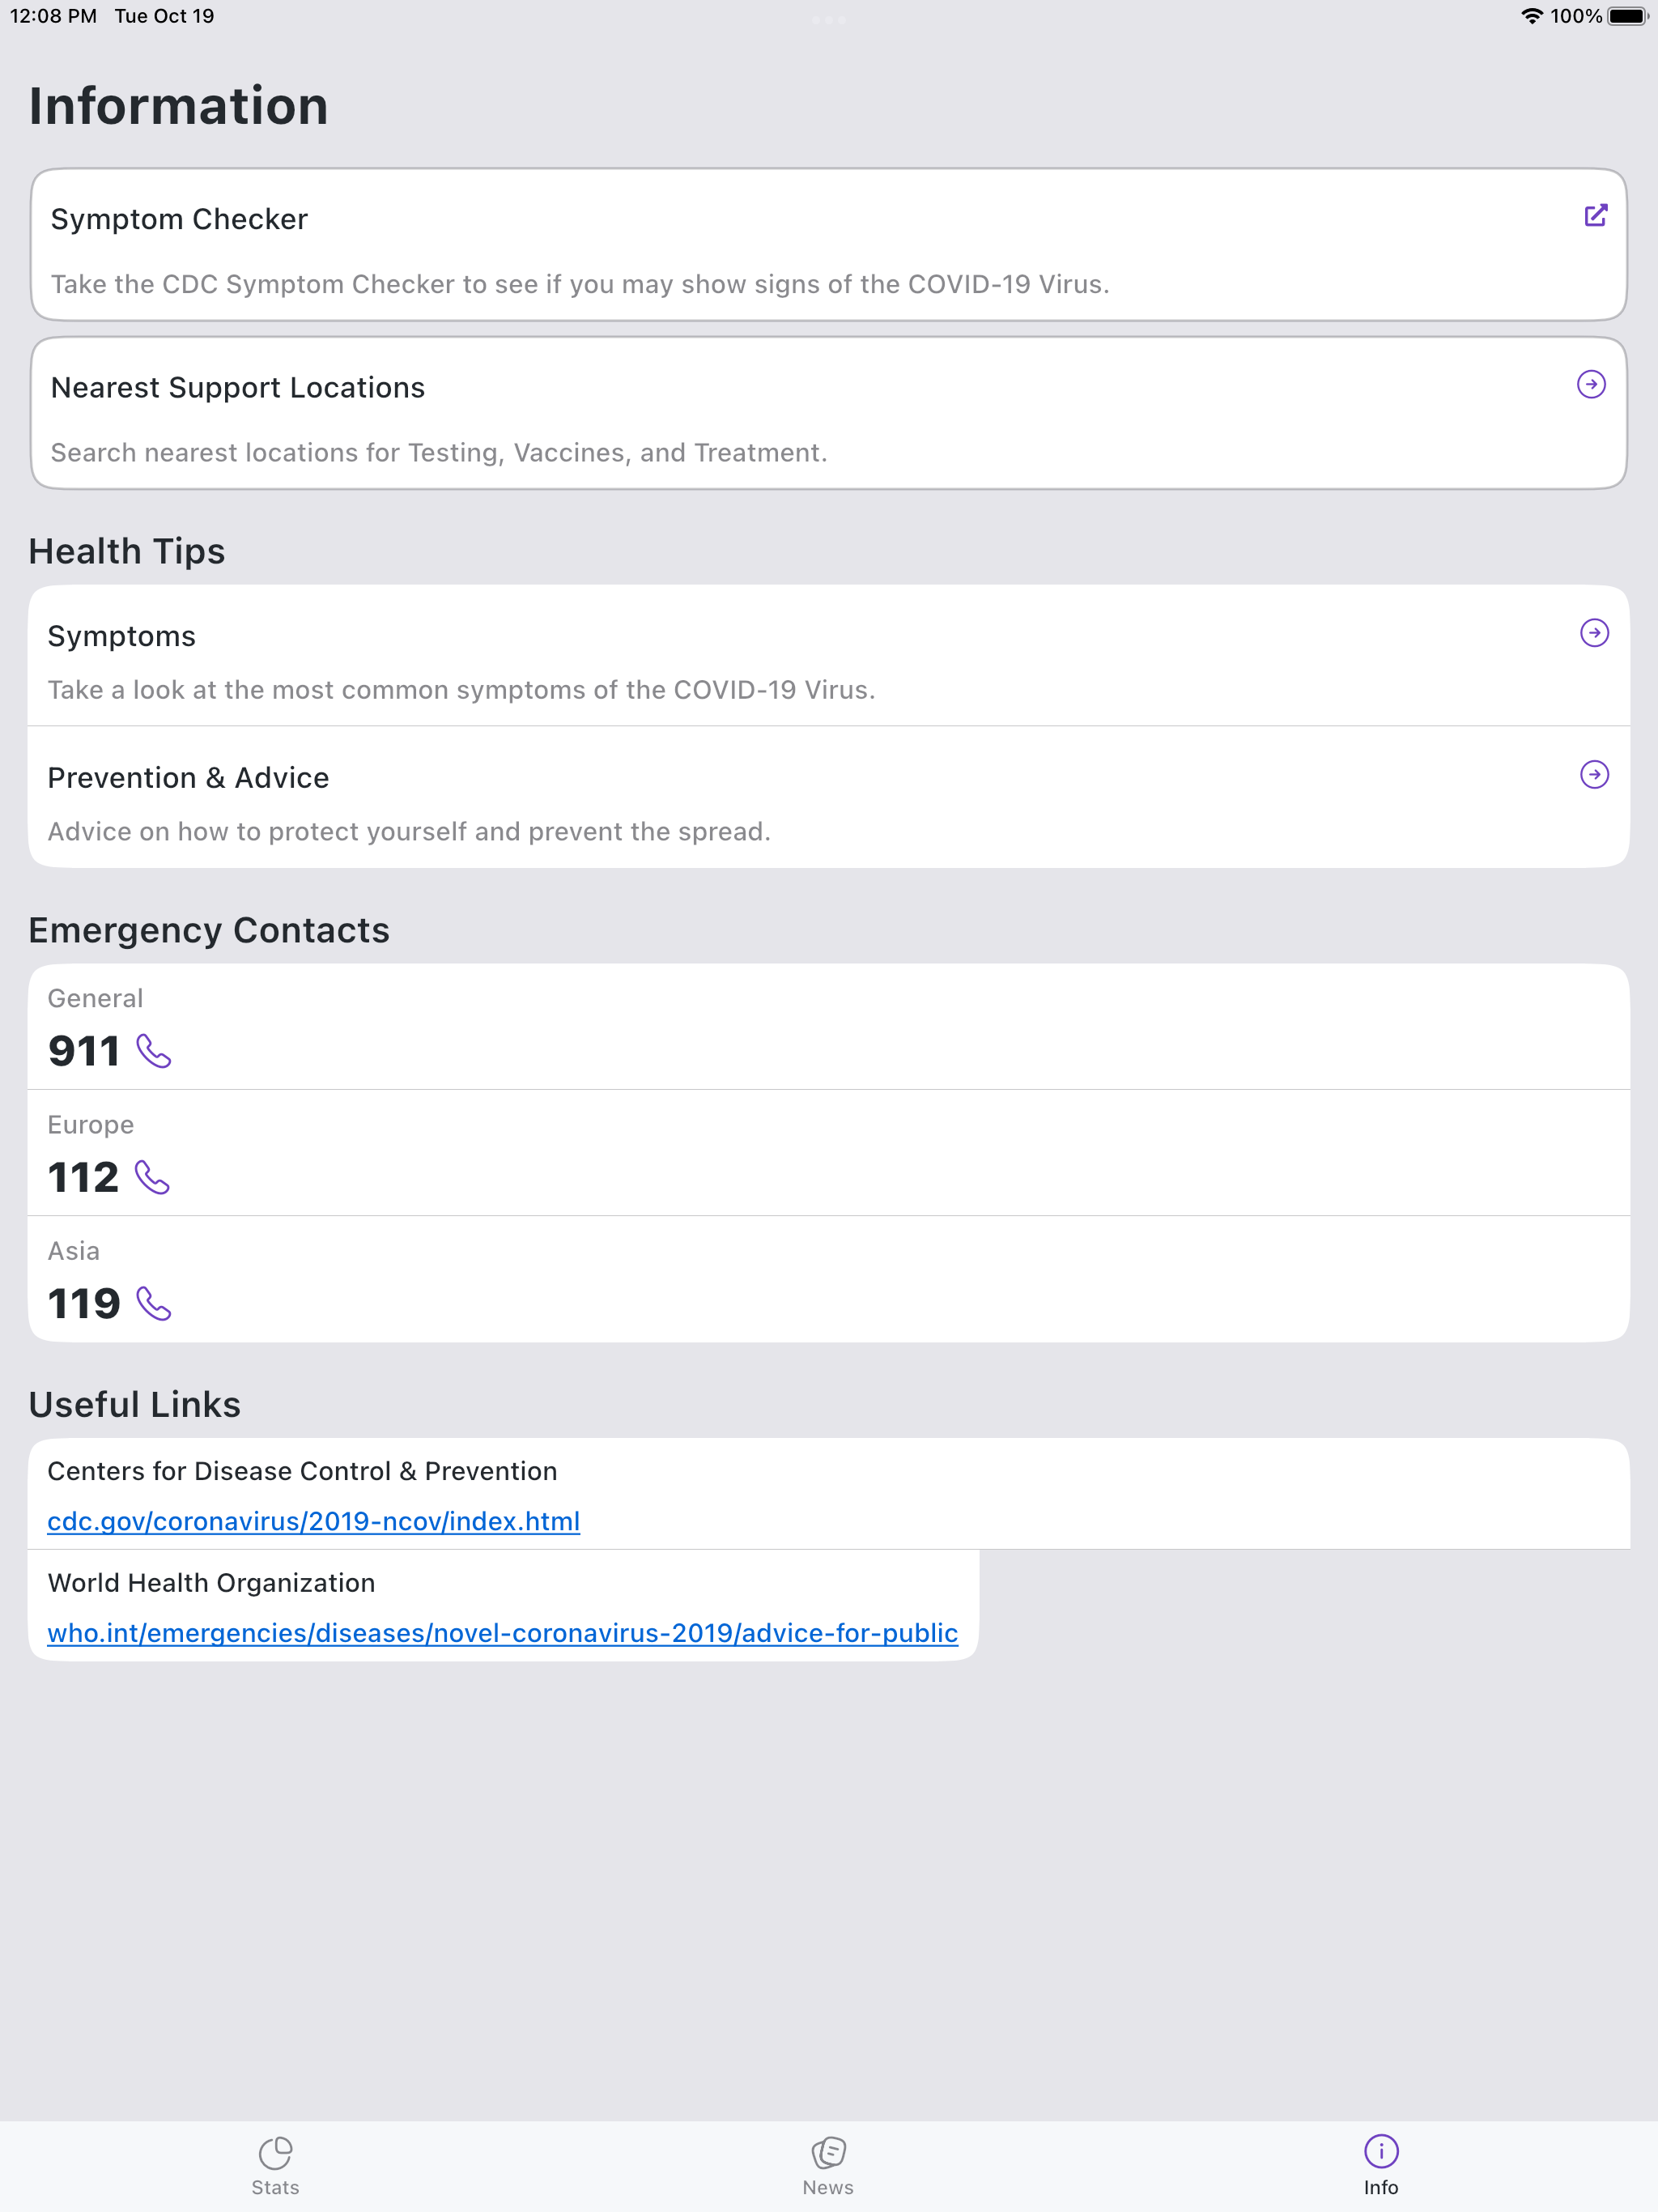 12:08 PM Tue Oct 19
100%
Information
Symptom Checker
Take the CDC Symptom Checker to see if you may show signs of the COVID-19 Virus.
Nearest Support Locations
Search nearest locations for Testing, Vaccines, and Treatment.
Health Tips
Symptoms
Take a look at the most common symptoms of the COVID-19 Virus.
Prevention & Advice
Advice on how to protect yourself and prevent the spread.
Emergency Contacts
General
911
Europe
112
Asia
119
Useful Links
Centers for Disease Control & Prevention
cdc.gov/coronavirus/2019-ncov/index.html
World Health Organization
who.int/emergencies/diseases/novel-coronavirus-2019/advice-for-public
Stats
News
Info